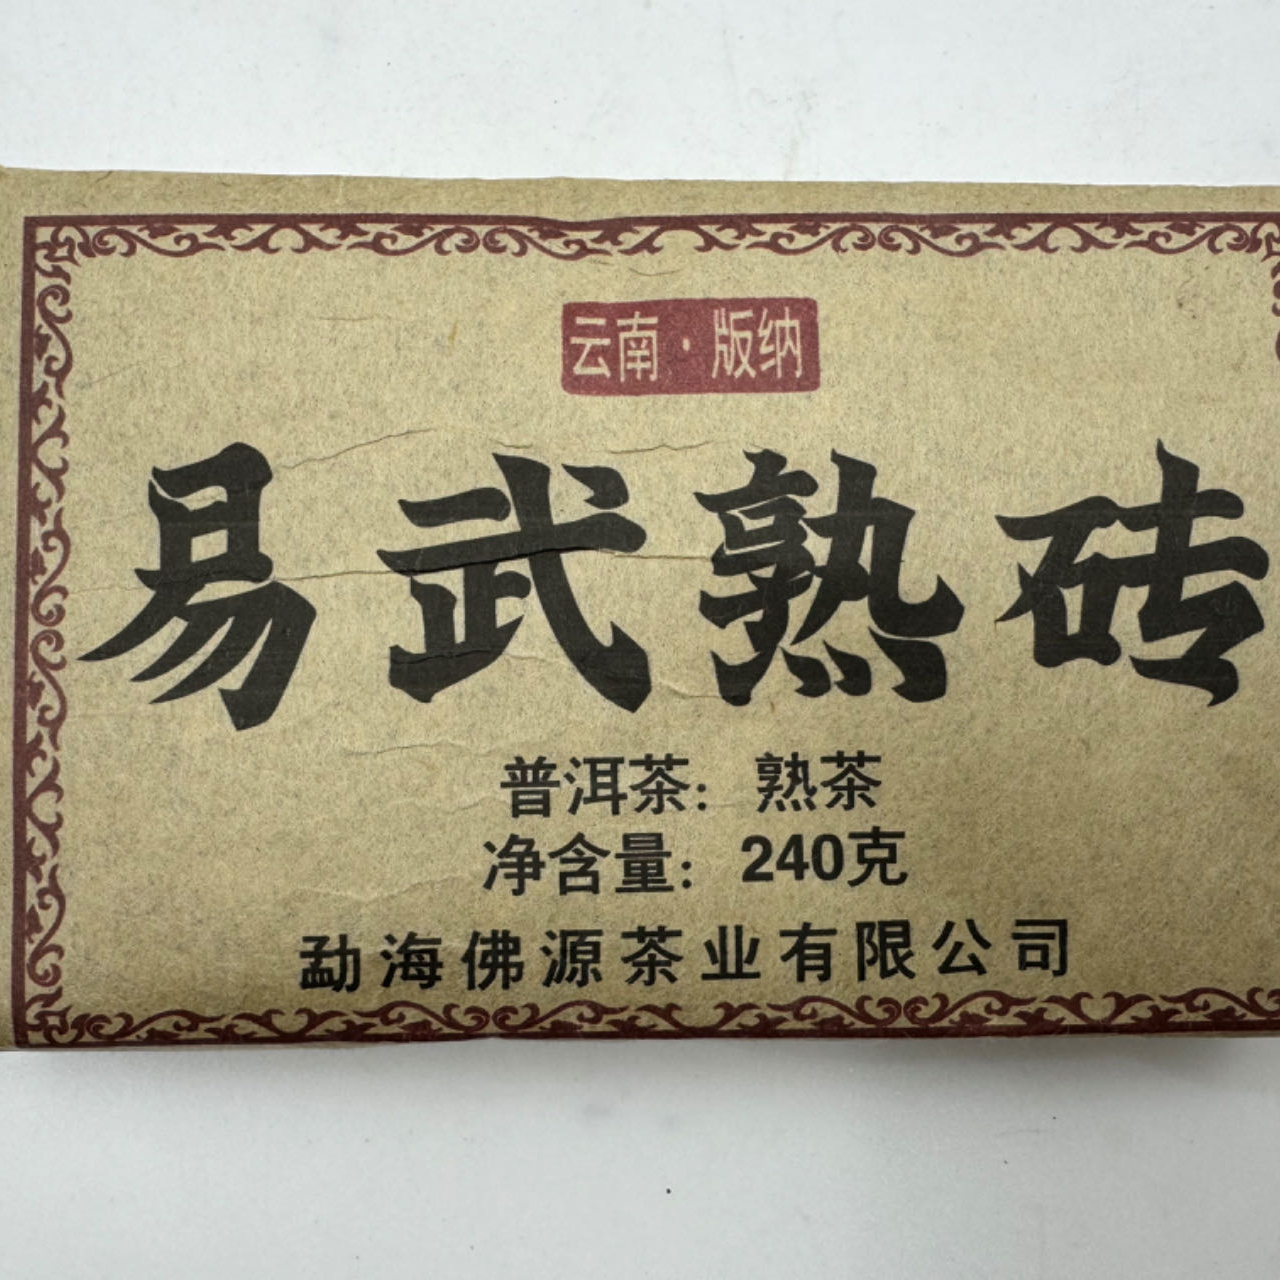 云南·版纳
易武熟砖
普洱茶：熟茶
净含量：240克
勐海佛源茶业有限公司